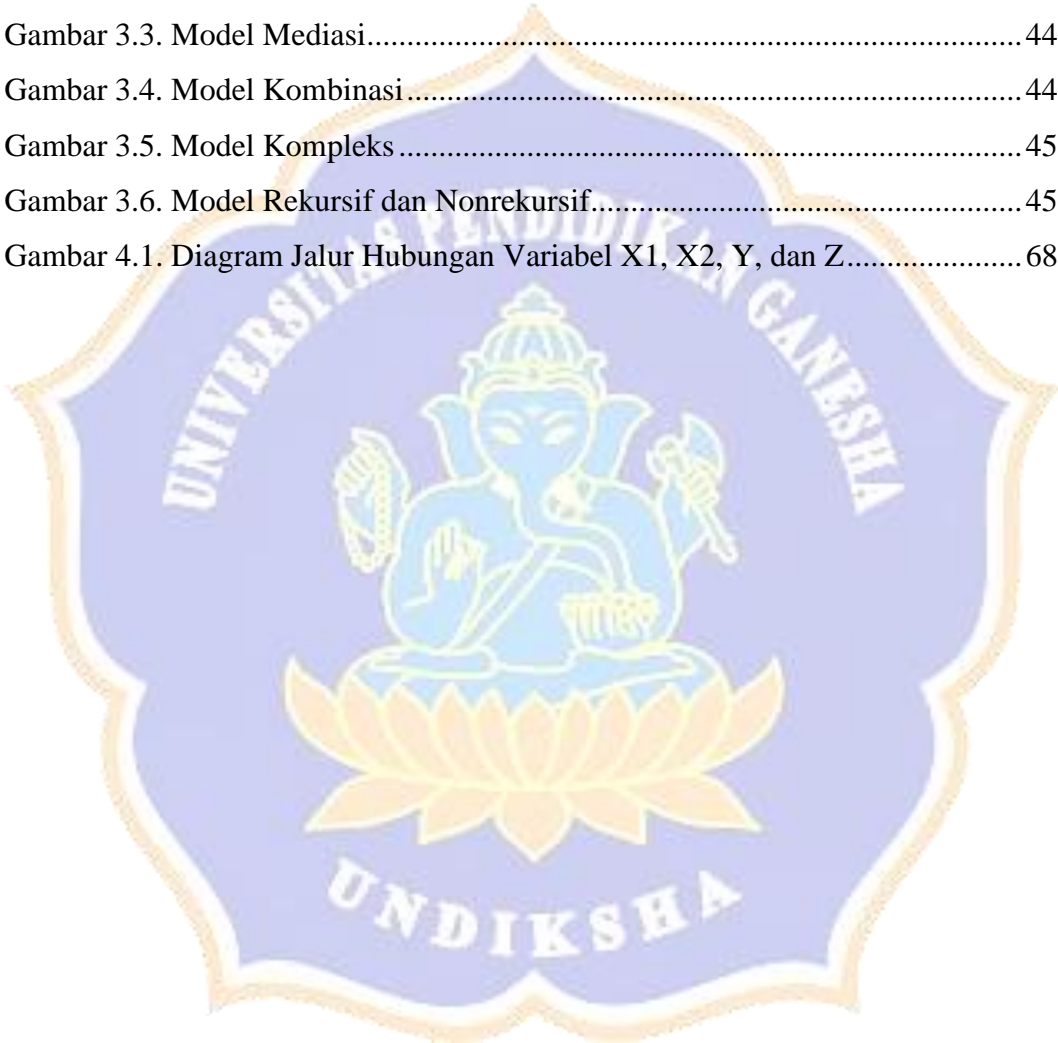 Gambar 3.3. Model Mediasi.......................................................................................... 44
Gambar 3.4. Model Kombinasi.................................................................................... 44
Gambar 3.5. Model Kompleks..................................................................................... 45
Gambar 3.6. Model Rekursif dan Nonrekursif.......................................................... 45
Gambar 4.1. Diagram Jalur Hubungan Variabel X1, X2, Y, dan Z........................ 68
UNIVERSITAS PENDIDIKAN GANESHA
UNDIKSHA